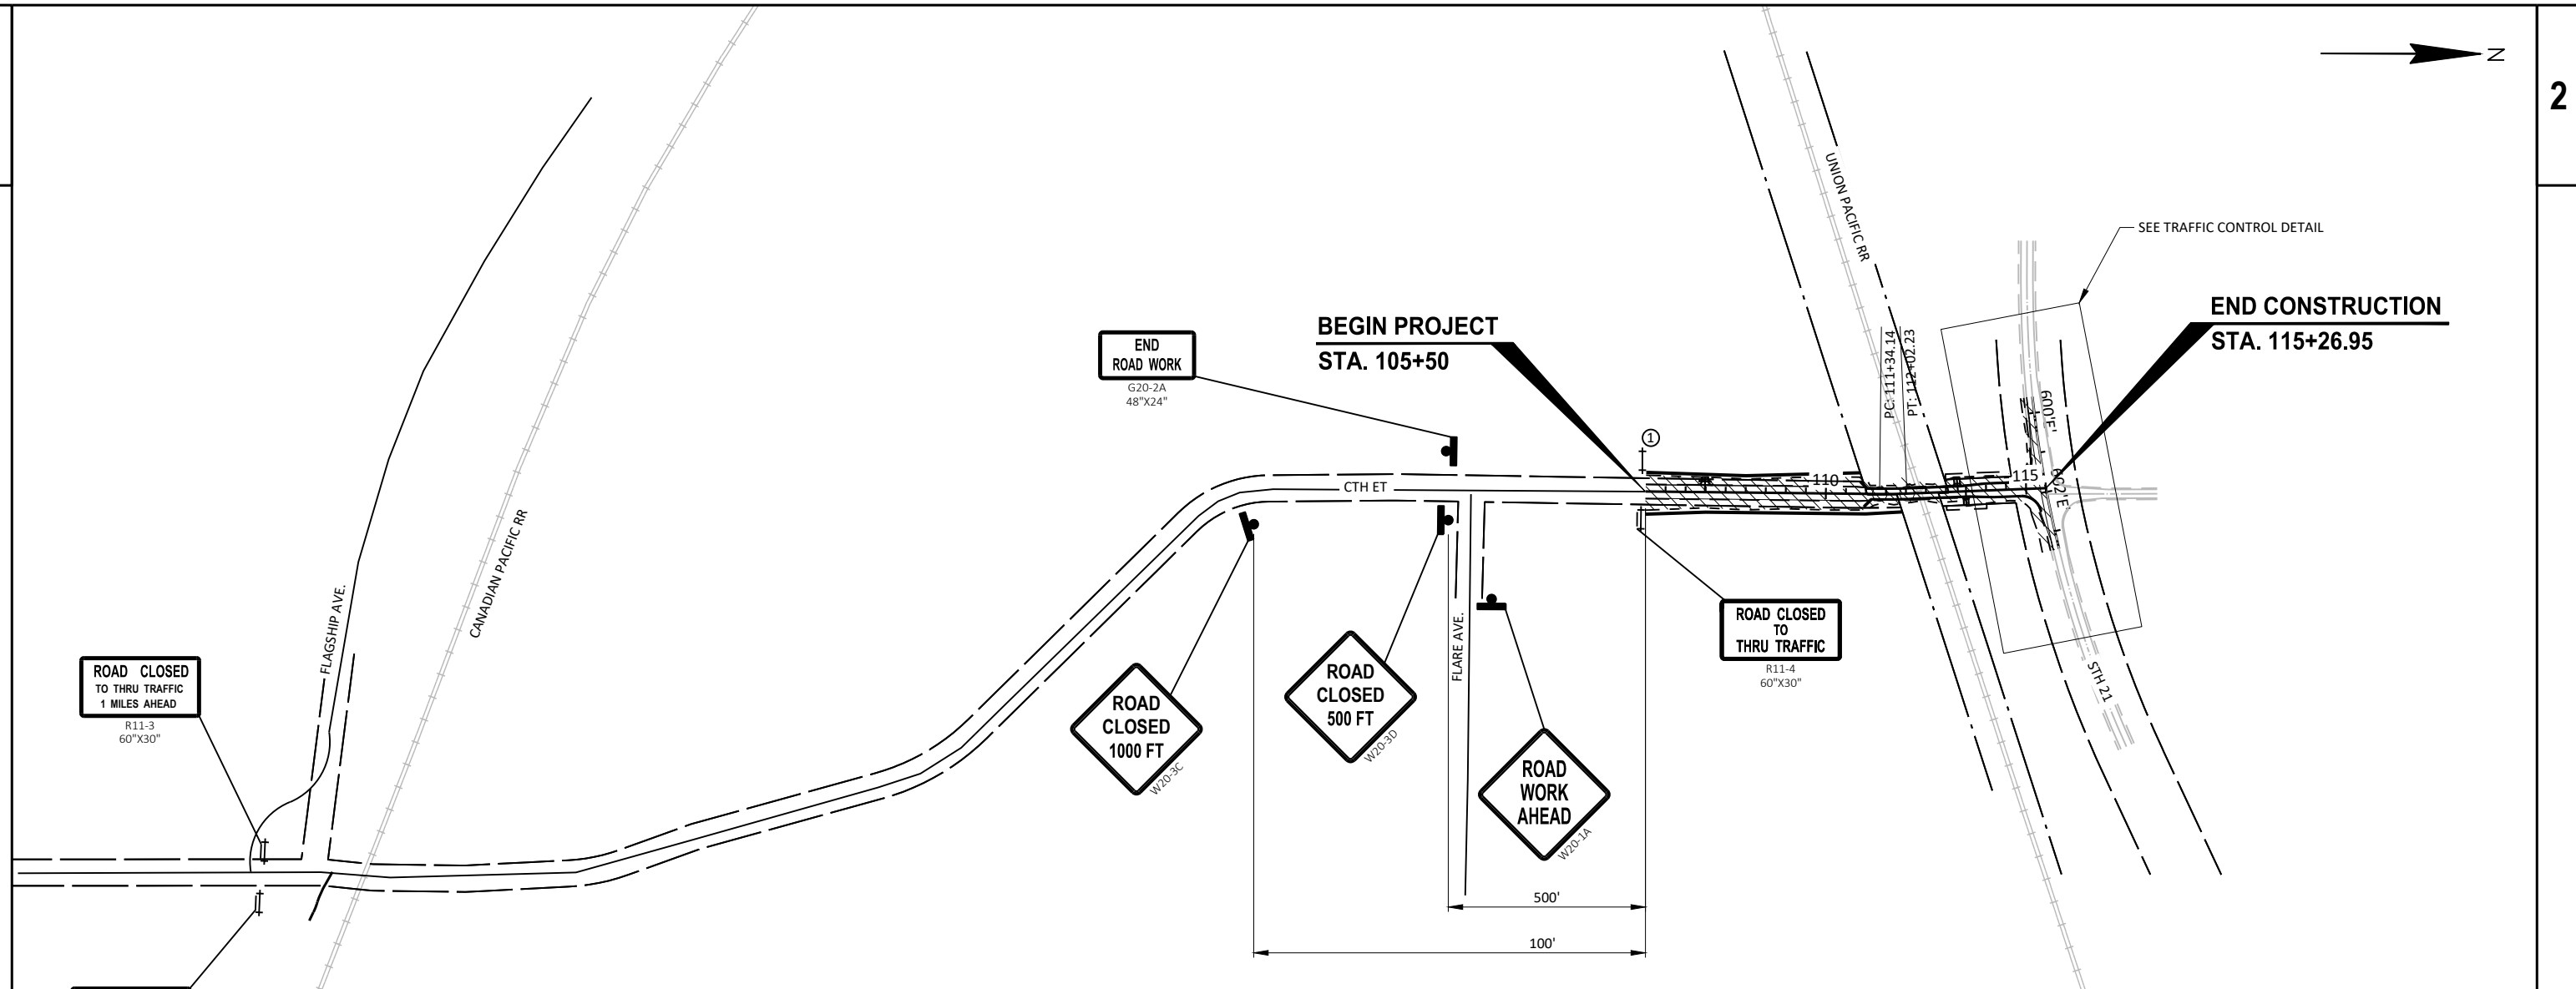 N
2
UNION PACIFIC RR
SEE TRAFFIC CONTROL DETAIL
END CONSTRUCTION
STA. 115+26.95
BEGIN PROJECT
STA. 105+50
END
ROAD WORK
G20-2A
48"X24"
PC: 111+34.14
PT: 112+02.23
600'E'
602'E'
1
110
115
CTH ET
CANADIAN PACIFIC RR
FLAGSHIP AVE.
FLARE AVE.
STH 21
ROAD CLOSED
TO
THRU TRAFFIC
R11-4
60"X30"
ROAD CLOSED
TO THRU TRAFFIC
1 MILES AHEAD
R11-3
60"X30"
ROAD
CLOSED
1000 FT
W20-3C
ROAD
CLOSED
500 FT
W20-3D
ROAD
WORK
AHEAD
W20-1A
500'
100'